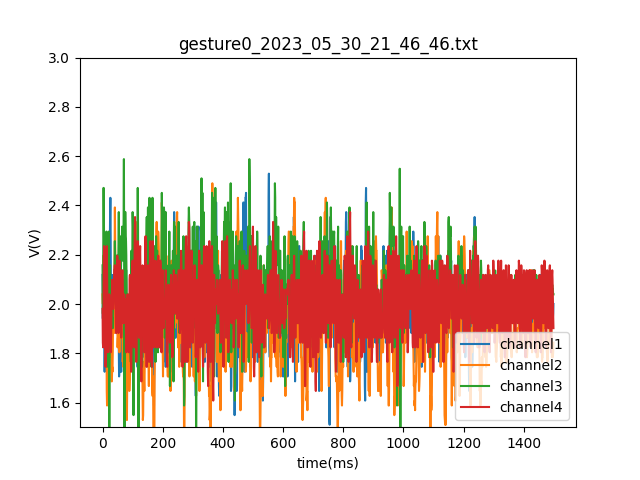 gesture0_2023_05_30_21_46_46.txt
3.0
2.8
2.6
2.4
2.2
2.0
1.8
1.6
V(V)
channel1
channel2
channel3
channel4
0 200 400 600 800 1000 1200 1400
time(ms)